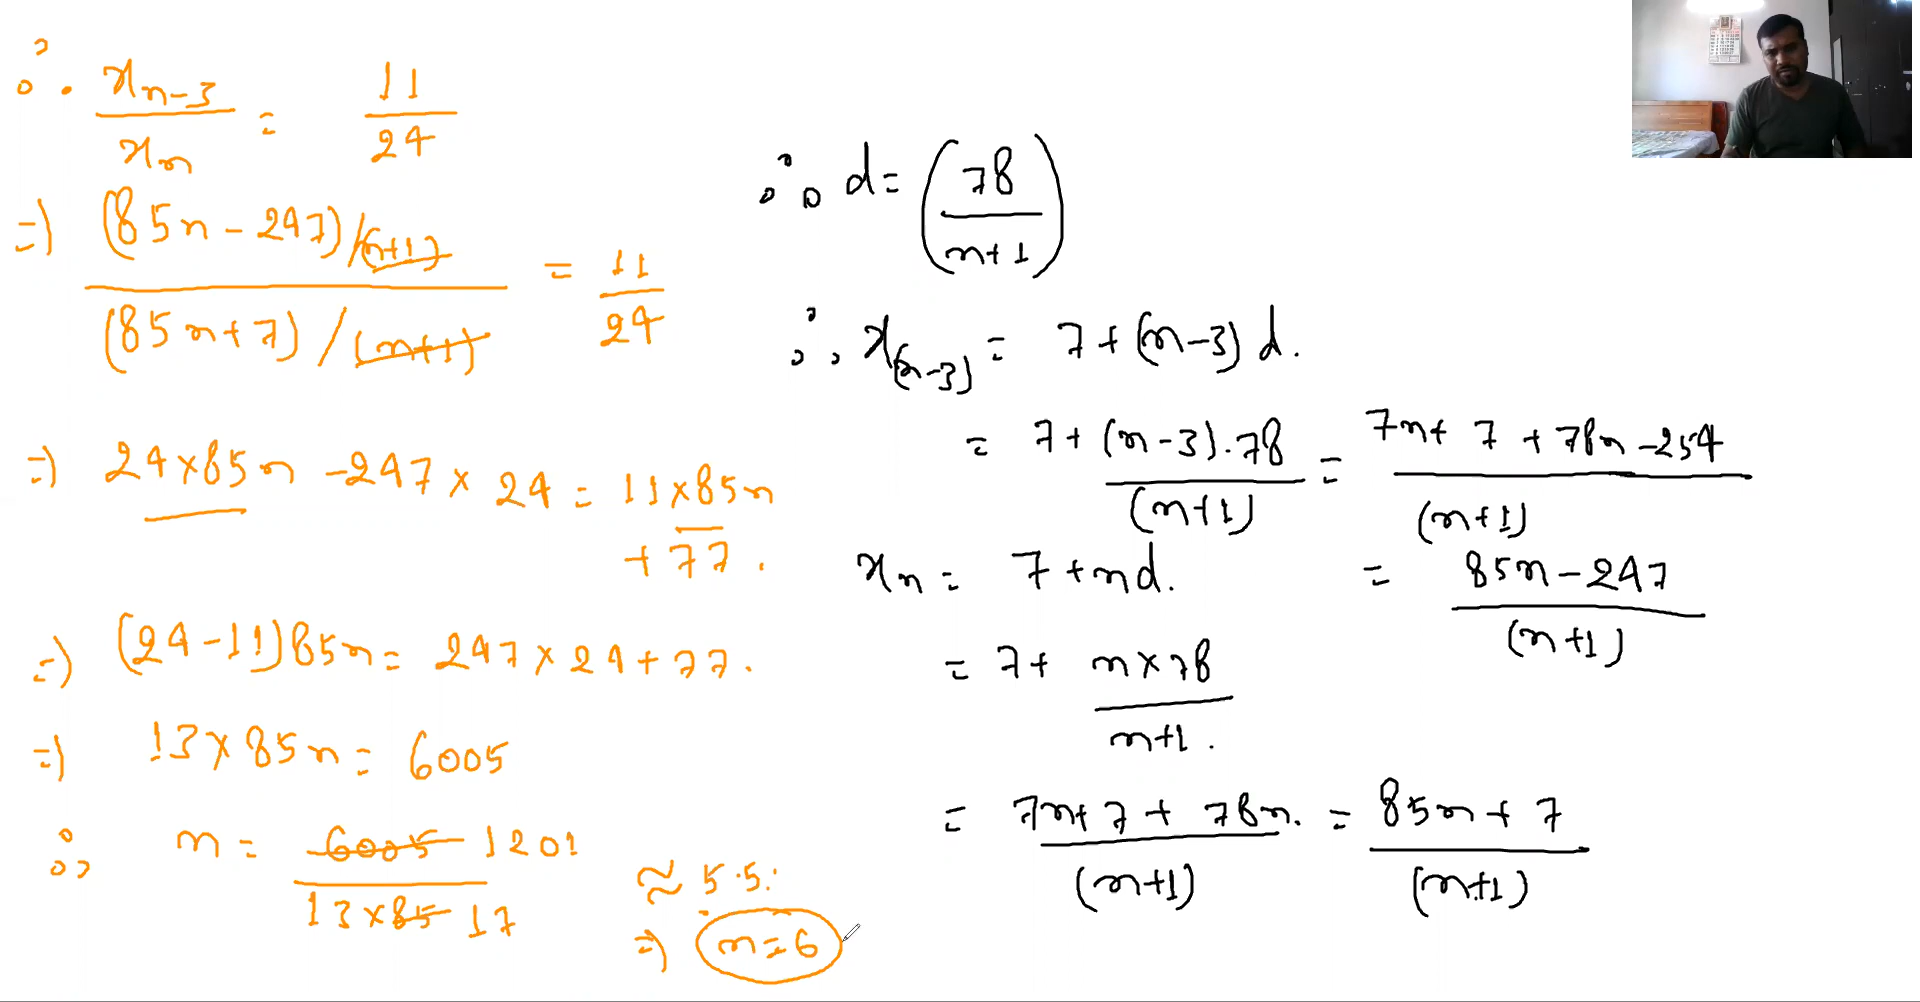 ∴ x_{n-3} / x_n = 11 / 24
=) (85n - 247)/(n+1) / (85n+7)/(n+1) = 11 / 24
=) 24×85n -247 × 24 = 11×85n
+ 77.
=) (24-11)85n = 247×24+77.
=) 13×85n = 6005
∴ n = 6005 1201 / 13×85 17 ≈ 5.5.
=) n=6
∴ d = (78 / n+1)
∴ x_{(n-3)} = 7+(n-3)d.
= 7+(n-3).78 / (n+1) = 7n+7+78n-254 / (n+1)
= 85n-247 / (n+1)
x_n = 7+nd.
= 7+ n×78 / n+1.
= 7n+7+78n. / (n+1) = 85n+7 / (n+1)